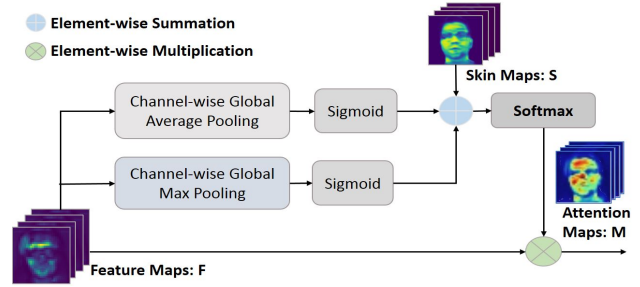 Element-wise Summation
Element-wise Multiplication
Skin Maps: S
Channel-wise Global
Average Pooling
Sigmoid
Softmax
Channel-wise Global
Max Pooling
Sigmoid
Attention
Maps: M
Feature Maps: F